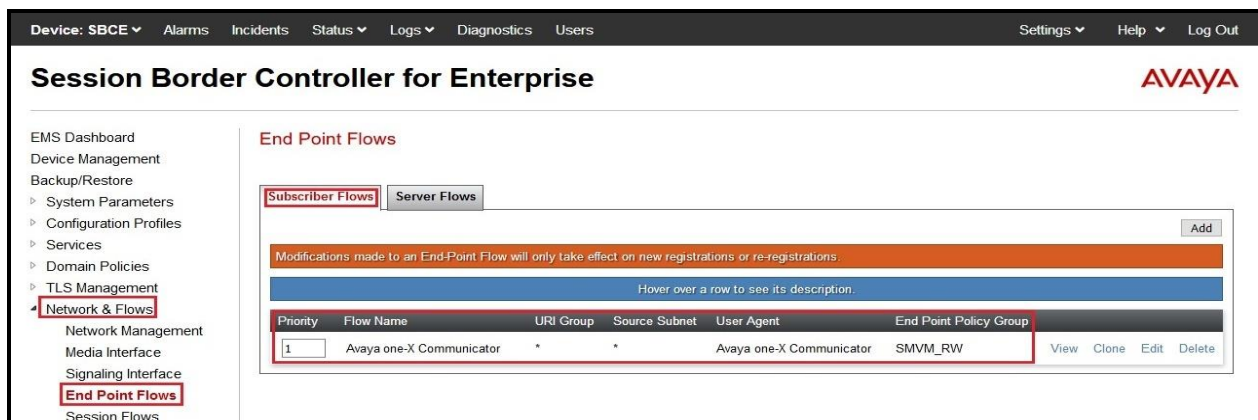 Device: SBCE Alarms Incidents Status Logs Diagnostics Users Settings Help Log Out
Session Border Controller for Enterprise AVAYA
EMS Dashboard
Device Management
Backup/Restore
System Parameters
Configuration Profiles
Services
Domain Policies
TLS Management
Network & Flows
Network Management
Media Interface
Signaling Interface
End Point Flows
Session Flows
End Point Flows
Subscriber Flows Server Flows
Add
Modifications made to an End-Point Flow will only take effect on new registrations or re-registrations.
Hover over a row to see its description.
Priority Flow Name URI Group Source Subnet User Agent End Point Policy Group
1 Avaya one-X Communicator * * Avaya one-X Communicator SMVM_RW View Clone Edit Delete